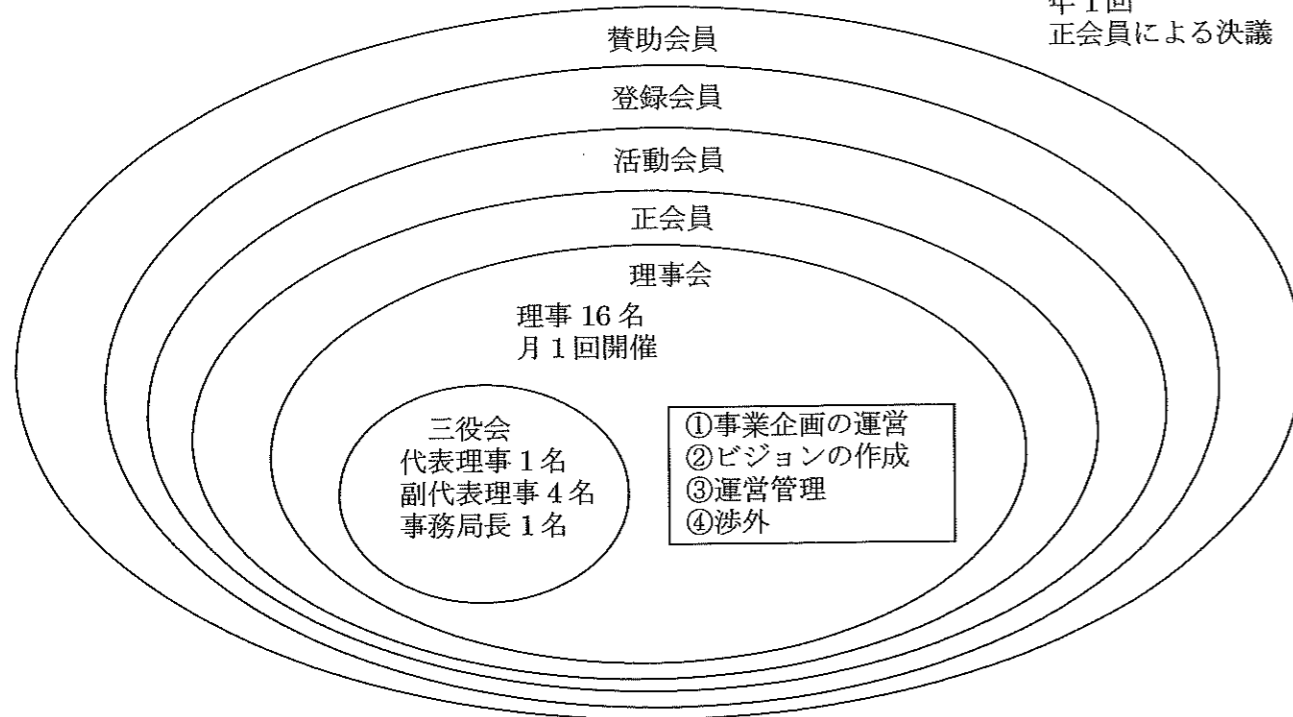 年1回
正会員による決議
賛助会員
登録会員
活動会員
正会員
理事会
理事 16 名
月 1 回開催
三役会
代表理事 1 名
副代表理事 4 名
事務局長 1 名
①事業企画の運営
②ビジョンの作成
③運営管理
④渉外